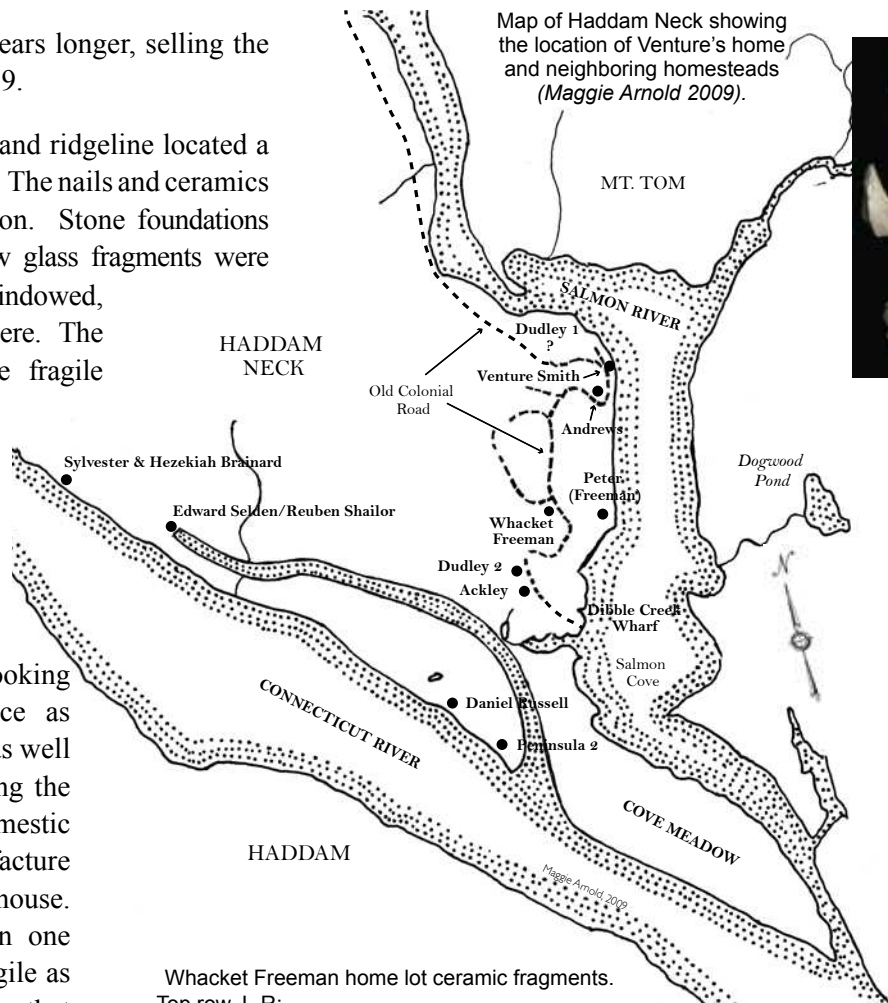 ears longer, selling the
9.
and ridgeline located a
The nails and ceramics
on. Stone foundations
glass fragments were
indowed,
ere. The
fragile
ooking
ce as
as well
ng the
mestic
facture
house.
n one
gile as
Map of Haddam Neck showing
the location of Venture's home
and neighboring homesteads
(Maggie Arnold 2009).
MT. TOM
SALMON RIVER
HADDAM
NECK
Old Colonial
Road
Dudley 1
?
Venture Smith
Andrews
Sylvester & Hezekiah Brainard
Edward Selden/Reuben Shailor
Peter
(Freeman)
Whacket
Freeman
Dogwood
Pond
N
Dudley 2
Ackley
Dibble Creek
Wharf
Salmon
Cove
Daniel Russell
Peninsula 2
CONNECTICUT RIVER
COVE MEADOW
HADDAM
Maggie Arnold, 2009
Whacket Freeman home lot ceramic fragments.